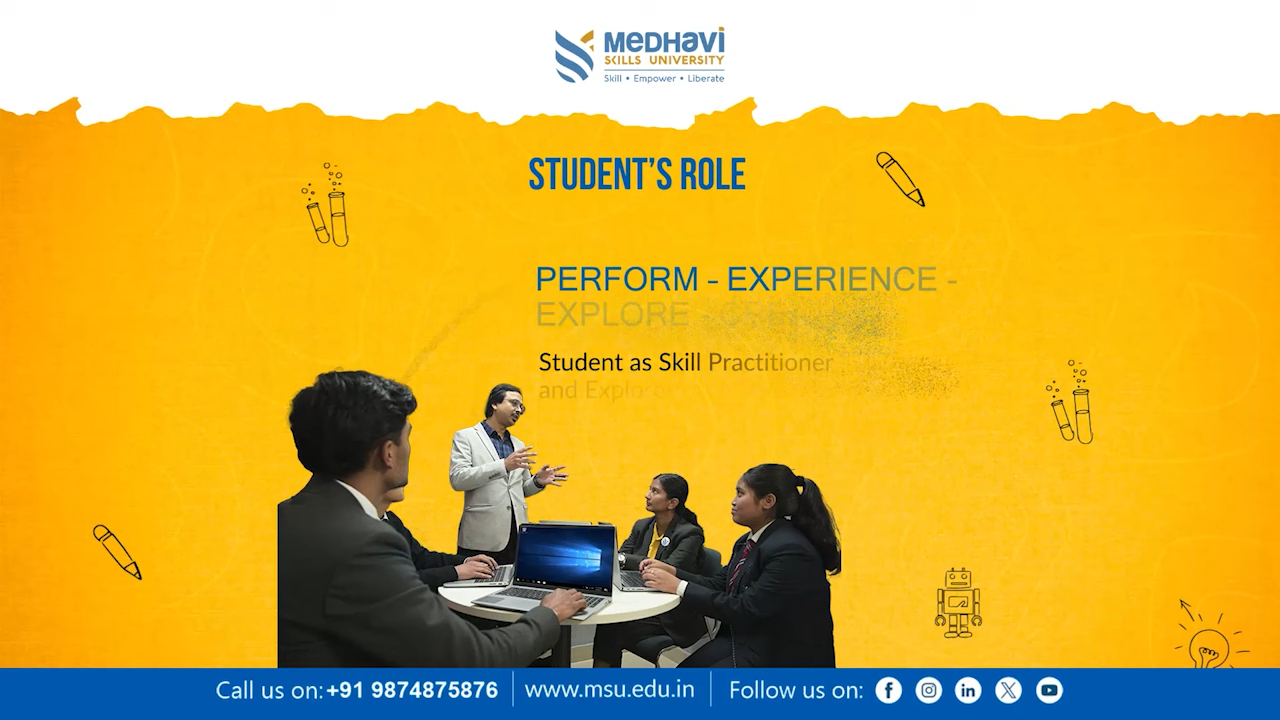 MEDHAVI
SKILLS UNIVERSITY
Skill • Empower • Liberate
STUDENT'S ROLE
PERFORM - EXPERIENCE -
EXPLORE
Student as Skill Practitioner
and
Call us on: +91 9874875876 www.msu.edu.in Follow us on: